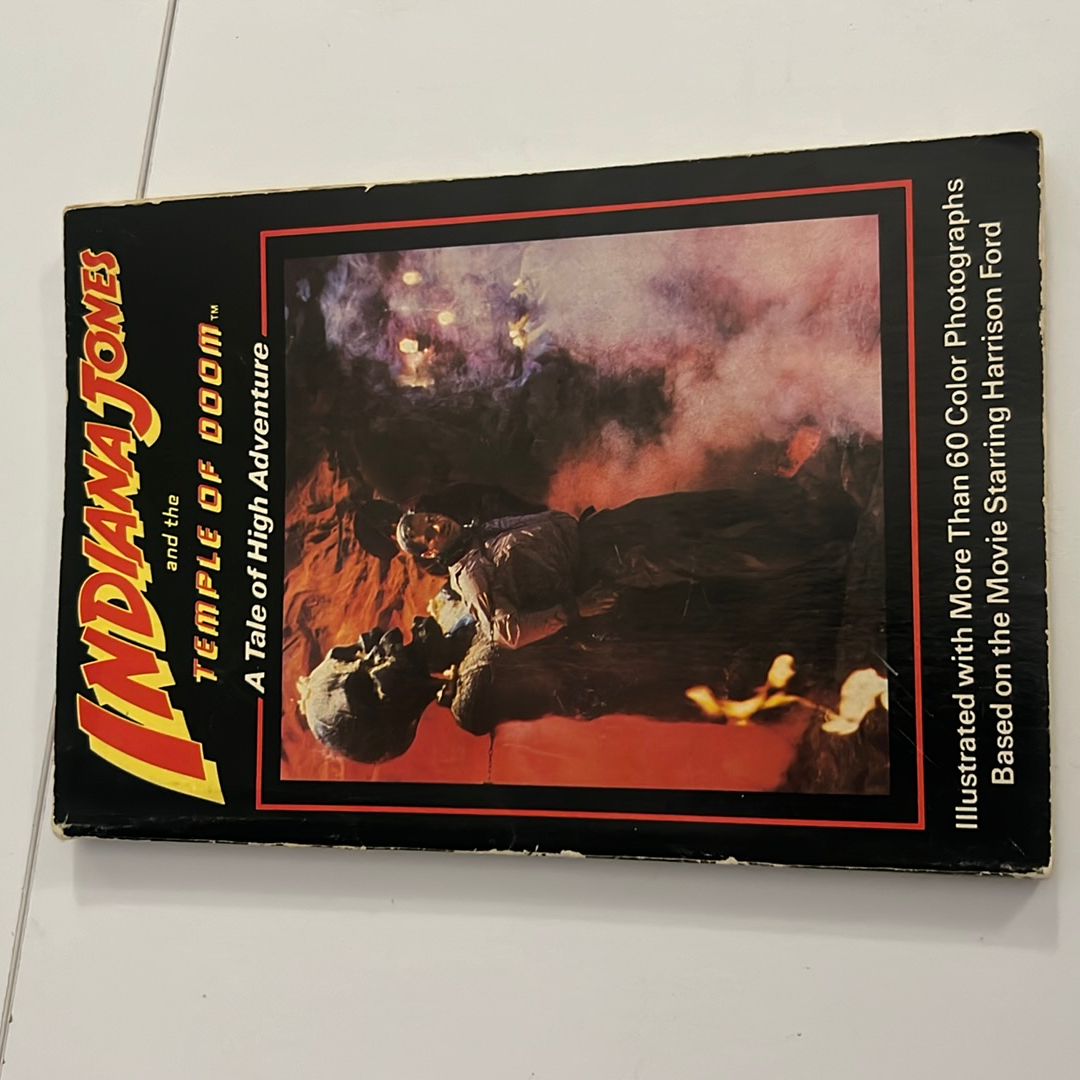 INDIANA JONES
and the
TEMPLE OF DOOM™
A Tale of High Adventure
Illustrated with More Than 60 Color Photographs
Based on the Movie Starring Harrison Ford